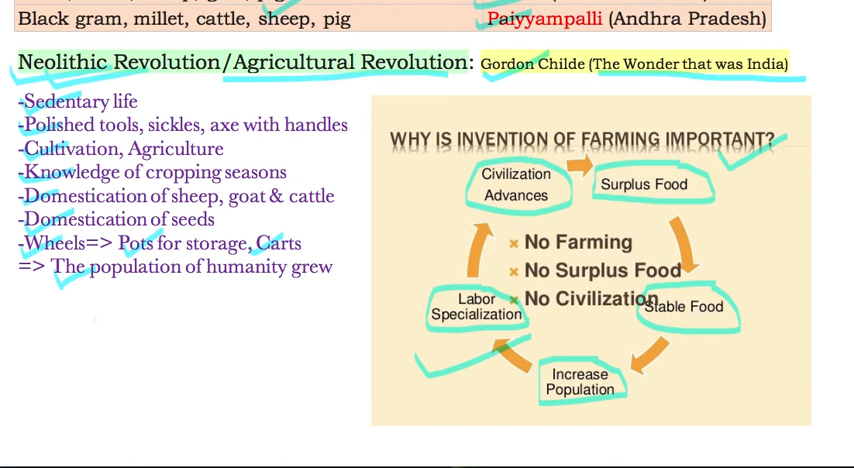 Black gram, millet, cattle, sheep, pig
Paiyyampalli (Andhra Pradesh)
Neolithic Revolution/Agricultural Revolution: Gordon Childe (The Wonder that was India)
-Sedentary life
-Polished tools, sickles, axe with handles
-Cultivation, Agriculture
-Knowledge of cropping seasons
-Domestication of sheep, goat & cattle
-Domestication of seeds
-Wheels=> Pots for storage, Carts
=> The population of humanity grew
WHY IS INVENTION OF FARMING IMPORTANT?
Civilization
Advances
Surplus Food
× No Farming
× No Surplus Food
× No Civilization
Stable Food
Labor
Specialization
Increase
Population